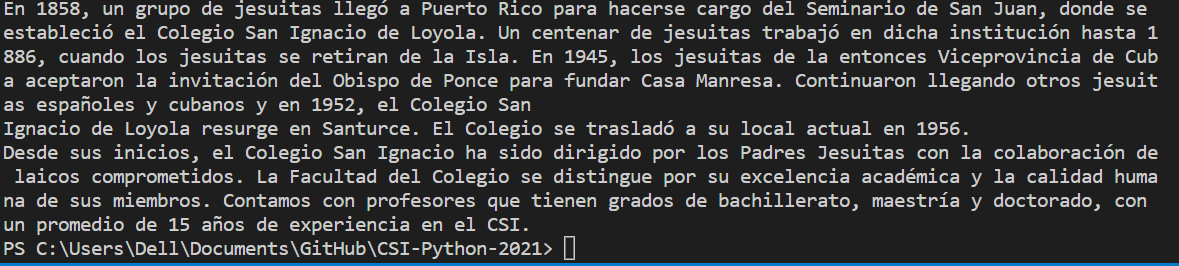 En 1858, un grupo de jesuitas llegó a Puerto Rico para hacerse cargo del Seminario de San Juan, donde se
estableció el Colegio San Ignacio de Loyola. Un centenar de jesuitas trabajó en dicha institución hasta 1
886, cuando los jesuitas se retiran de la Isla. En 1945, los jesuitas de la entonces Viceprovincia de Cub
a aceptaron la invitación del Obispo de Ponce para fundar Casa Manresa. Continuaron llegando otros jesuit
as españoles y cubanos y en 1952, el Colegio San
Ignacio de Loyola resurge en Santurce. El Colegio se trasladó a su local actual en 1956.
Desde sus inicios, el Colegio San Ignacio ha sido dirigido por los Padres Jesuitas con la colaboración de
 laicos comprometidos. La Facultad del Colegio se distingue por su excelencia académica y la calidad huma
na de sus miembros. Contamos con profesores que tienen grados de bachillerato, maestría y doctorado, con
un promedio de 15 años de experiencia en el CSI.
PS C:\Users\Dell\Documents\GitHub\CSI-Python-2021>